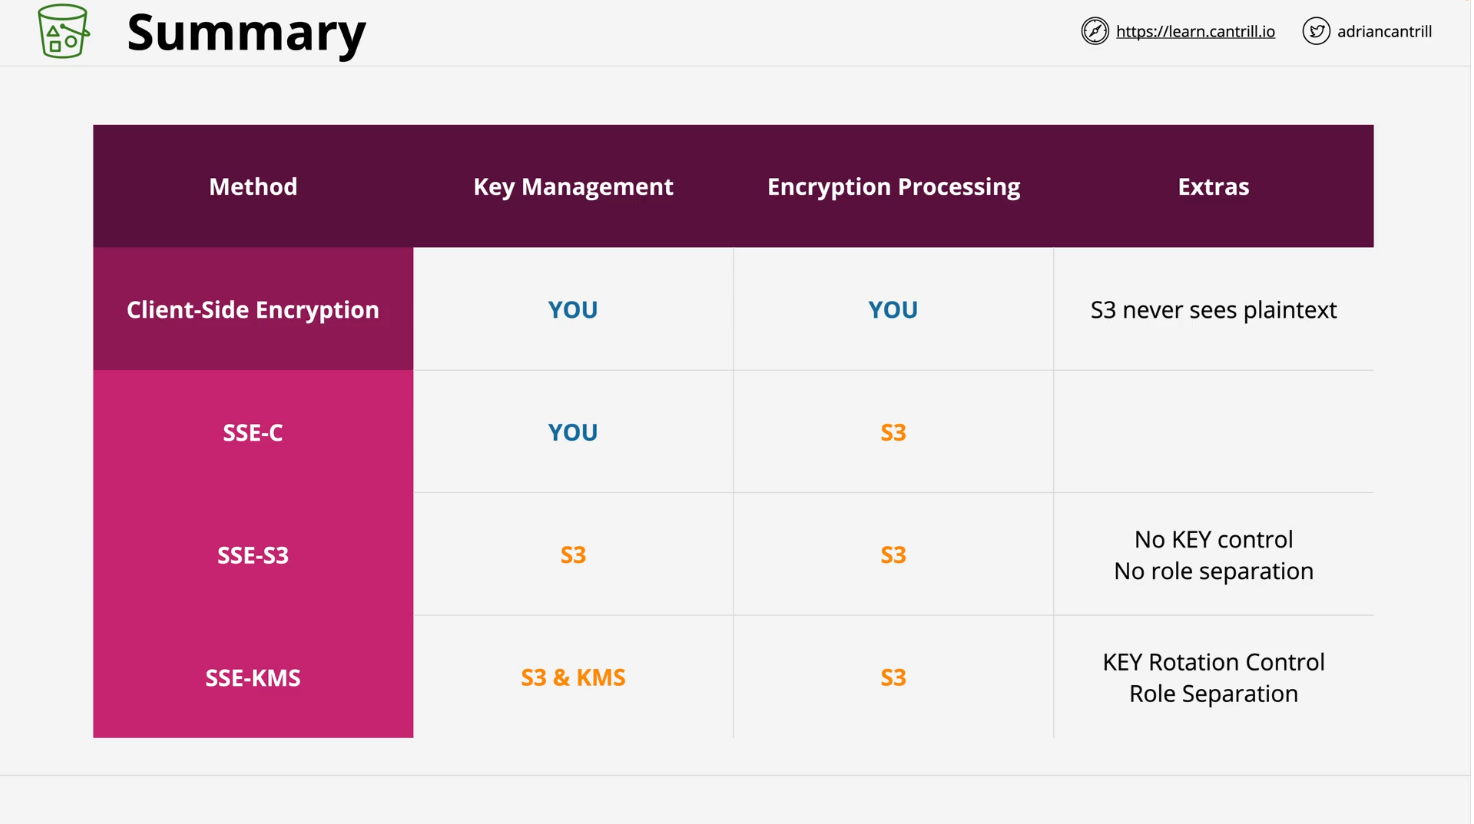 Summary
https://learn.cantrill.io
adriancantrill
Method Key Management Encryption Processing Extras
Client-Side Encryption YOU YOU S3 never sees plaintext
SSE-C YOU S3
SSE-S3 S3 S3 No KEY control
No role separation
SSE-KMS S3 & KMS S3 KEY Rotation Control
Role Separation